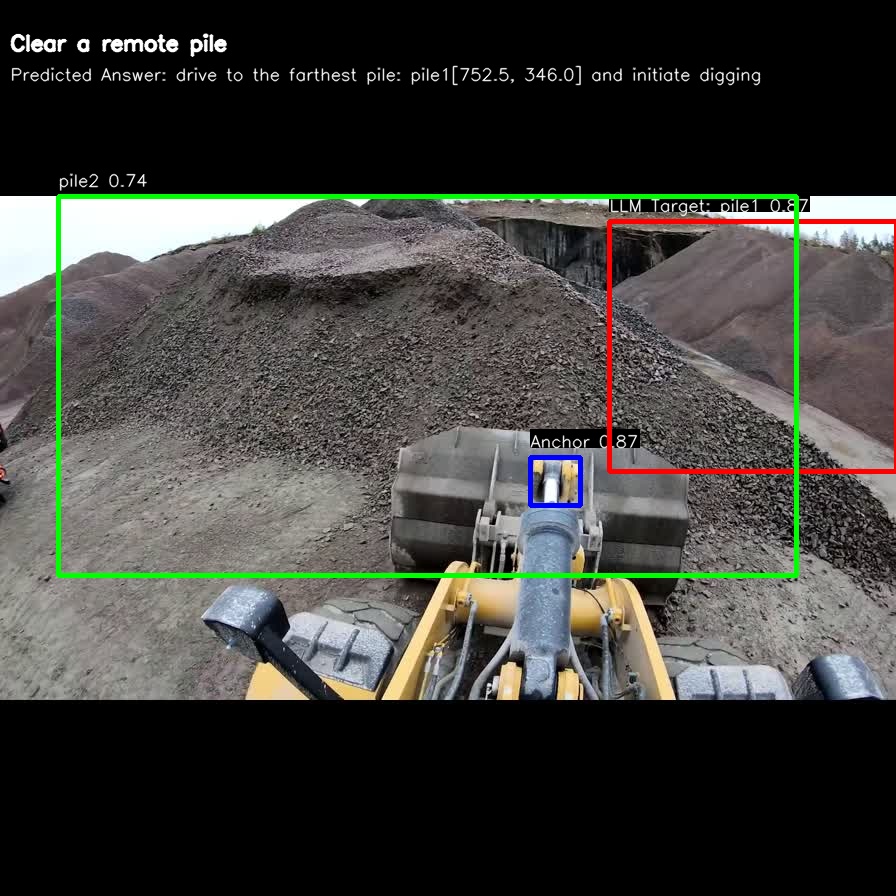 Clear a remote pile
Predicted Answer: drive to the farthest pile: pile1[752.5, 346.0] and initiate digging
pile2 0.74
LLM Target: pile1 0.87
Anchor 0.87